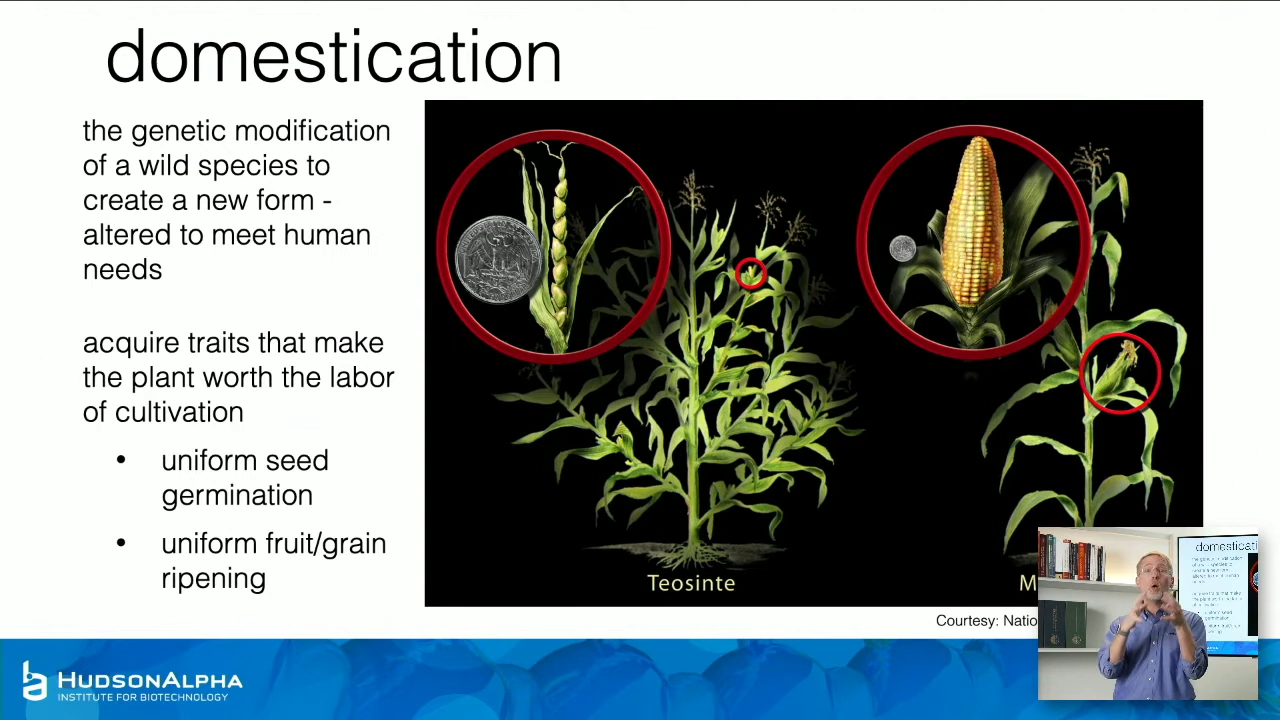 domestication
the genetic modification
of a wild species to
create a new form -
altered to meet human
needs
acquire traits that make
the plant worth the labor
of cultivation
• uniform seed
germination
• uniform fruit/grain
ripening
Teosinte
M
Courtesy: Natio
HUDSONALPHA
INSTITUTE FOR BIOTECHNOLOGY
domesticati